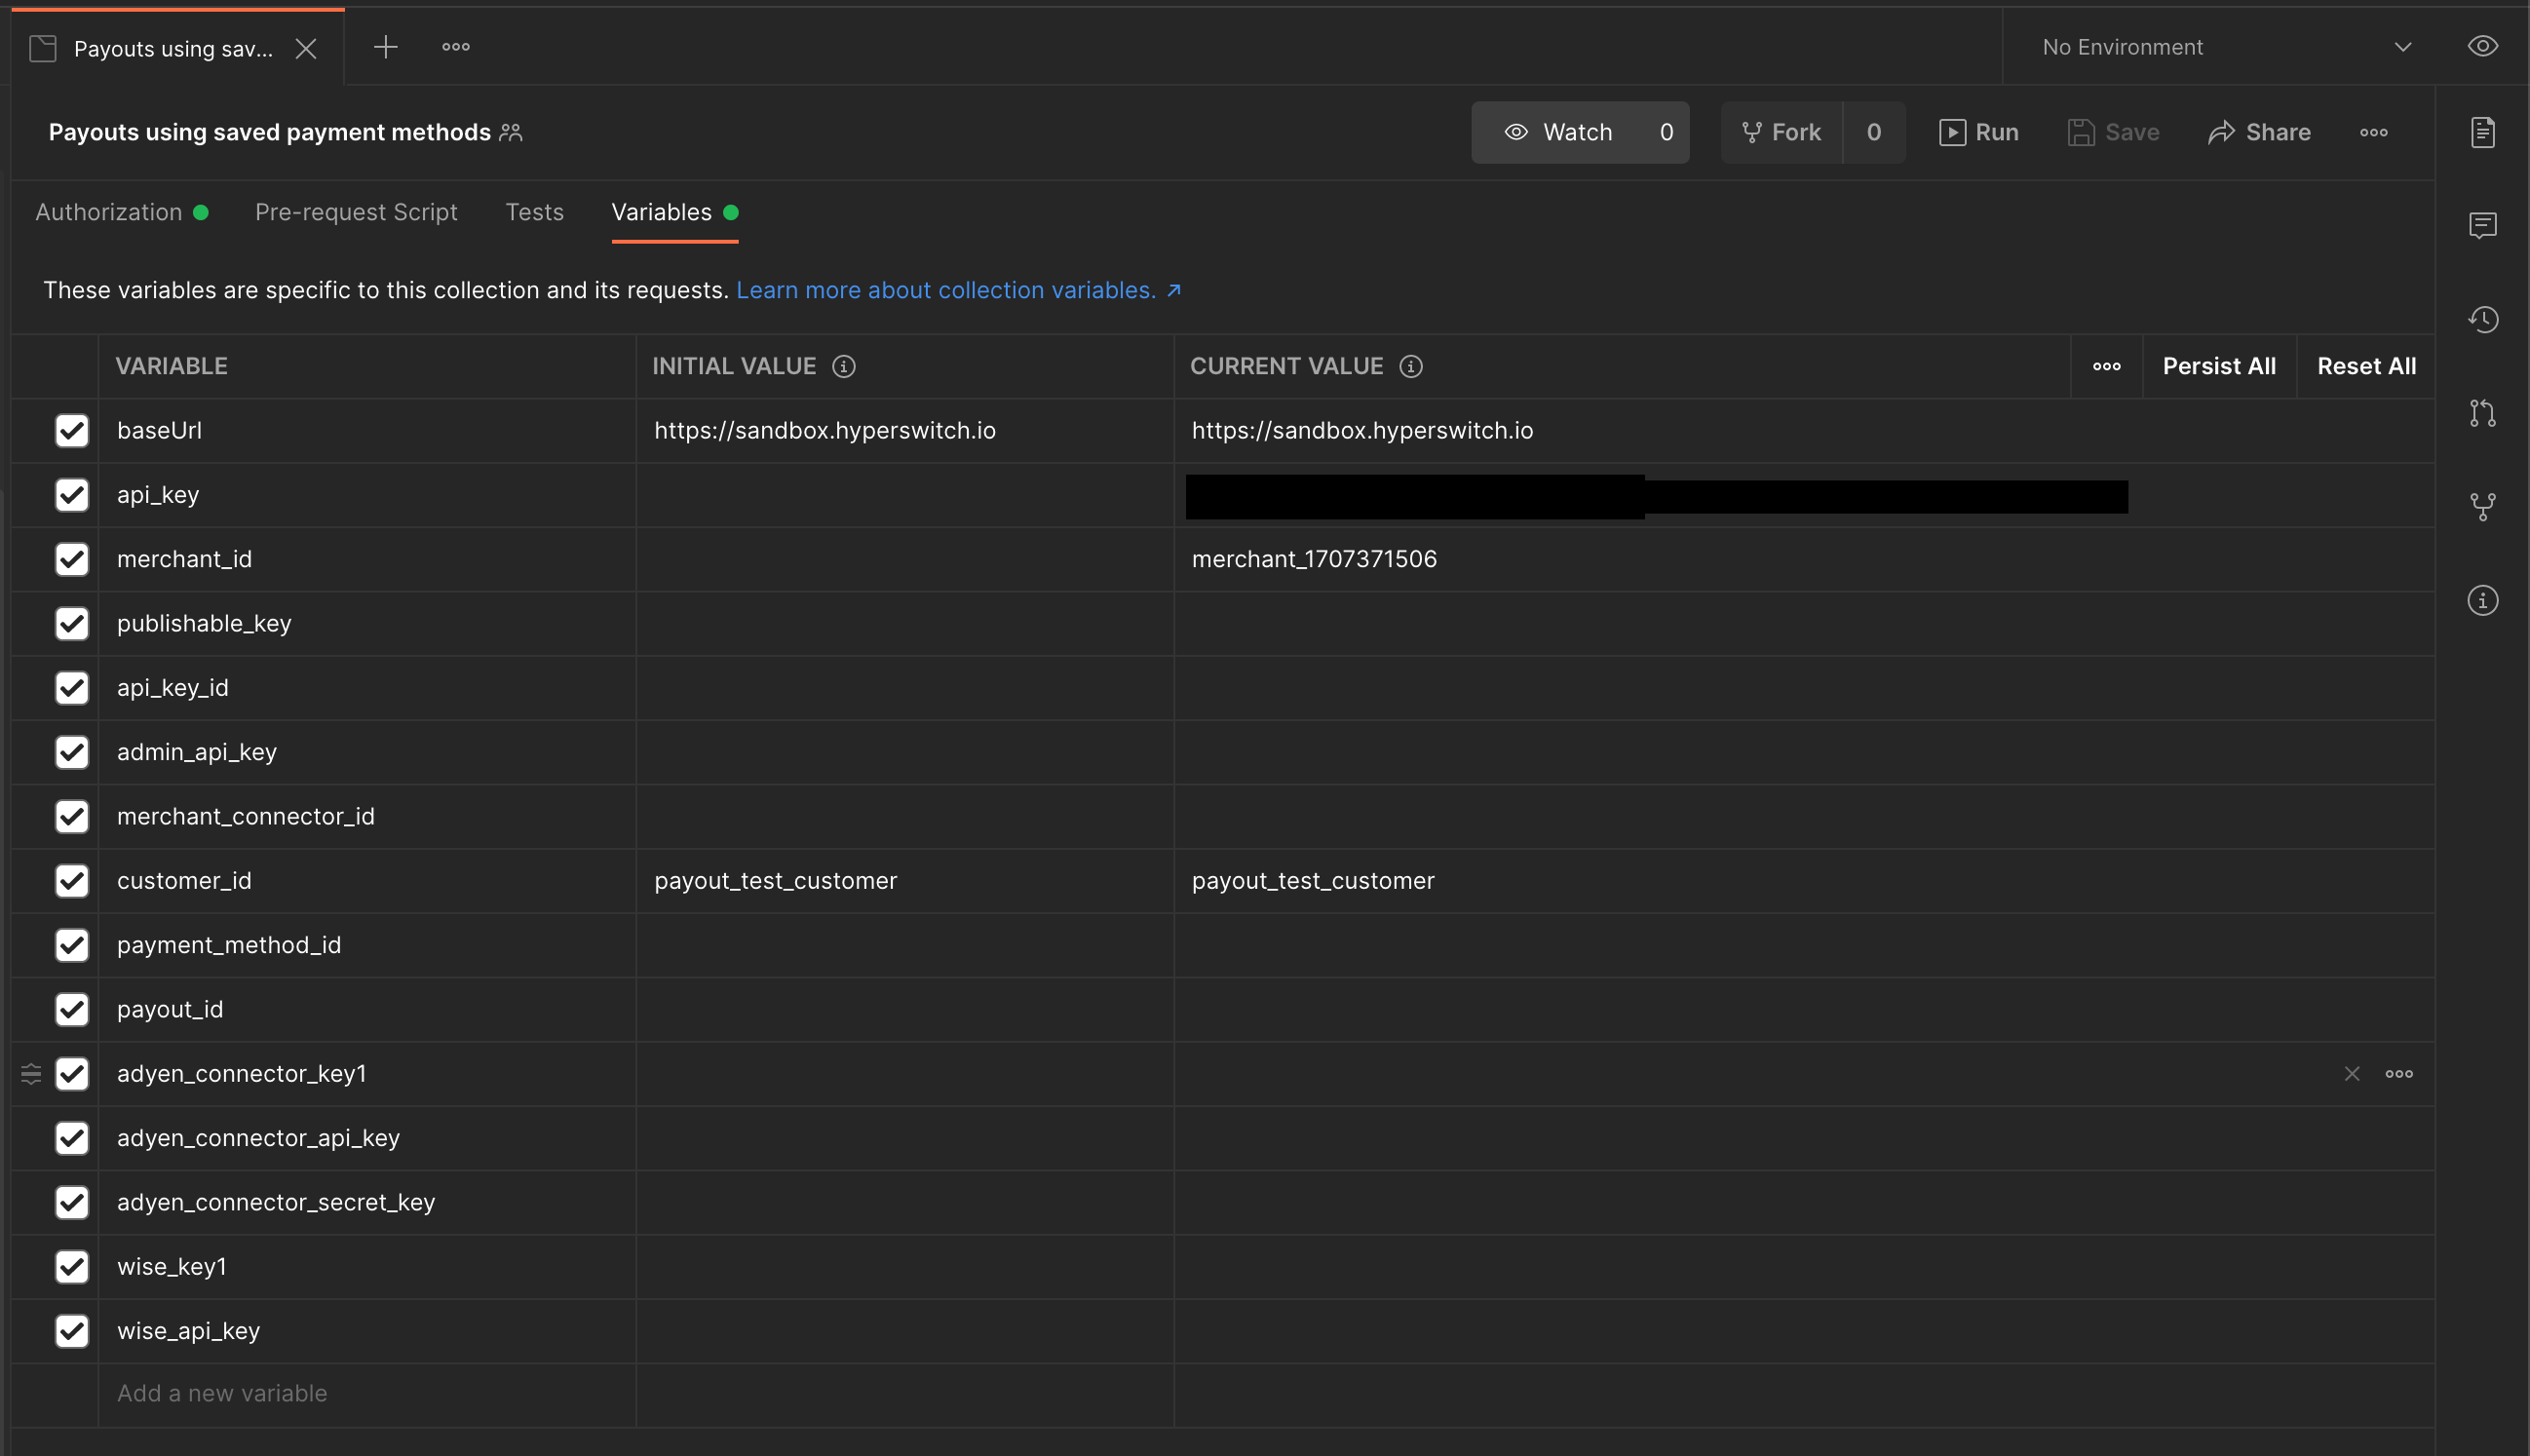 Payouts using sav...
No Environment
Payouts using saved payment methods
Watch 0
Fork 0
Run
Save
Share
Authorization
Pre-request Script
Tests
Variables
These variables are specific to this collection and its requests. Learn more about collection variables. ↗
VARIABLE INITIAL VALUE CURRENT VALUE Persist All Reset All
baseUrl https://sandbox.hyperswitch.io https://sandbox.hyperswitch.io
api_key
merchant_id merchant_1707371506
publishable_key
api_key_id
admin_api_key
merchant_connector_id
customer_id payout_test_customer payout_test_customer
payment_method_id
payout_id
adyen_connector_key1
adyen_connector_api_key
adyen_connector_secret_key
wise_key1
wise_api_key
Add a new variable